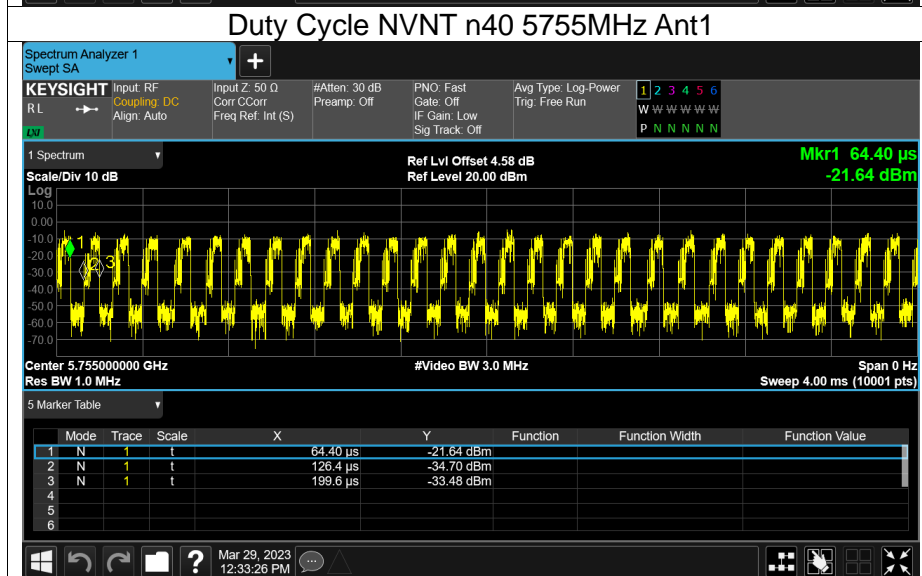 Duty Cycle NVNT n40 5755MHz Ant1
Spectrum Analyzer 1
Swept SA
+
KEYSIGHT Input: RF Input Z: 50 Ω #Atten: 30 dB PNO: Fast Avg Type: Log-Power 1 2 3 4 5 6
RL Coupling: DC Corr CCorr Preamp: Off Gate: Off Trig: Free Run W W W W W W
Align: Auto Freq Ref: Int (S) IF Gain: Low
LXI Sig Track: Off P N N N N N
1 Spectrum Ref Lvl Offset 4.58 dB Mkr1 64.40 µs
Scale/Div 10 dB Ref Level 20.00 dBm -21.64 dBm
Log
10.0
0.00
-10.0 1
-20.0 2 3
-30.0
-40.0
-50.0
-60.0
-70.0
Center 5.755000000 GHz #Video BW 3.0 MHz Span 0 Hz
Res BW 1.0 MHz Sweep 4.00 ms (10001 pts)
5 Marker Table
Mode Trace Scale X Y Function Function Width Function Value
1 N 1 t 64.40 µs -21.64 dBm
2 N 1 t 126.4 µs -34.70 dBm
3 N 1 t 199.6 µs -33.48 dBm
4
5
6
? Mar 29, 2023
12:33:26 PM